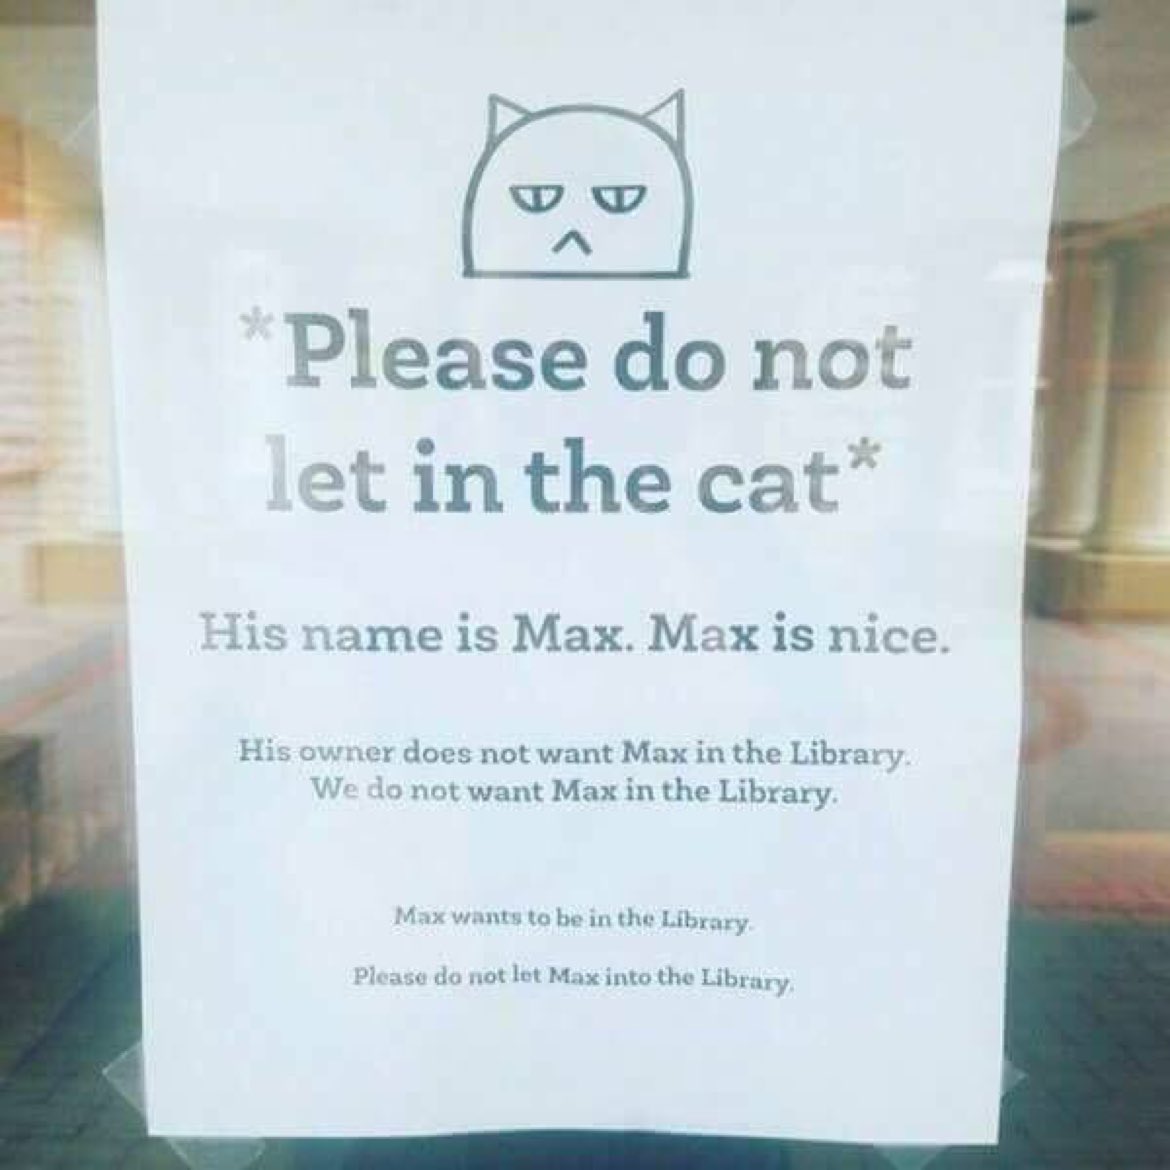 *Please do not
let in the cat*
His name is Max. Max is nice.
His owner does not want Max in the Library.
We do not want Max in the Library.
Max wants to be in the Library.
Please do not let Max into the Library.